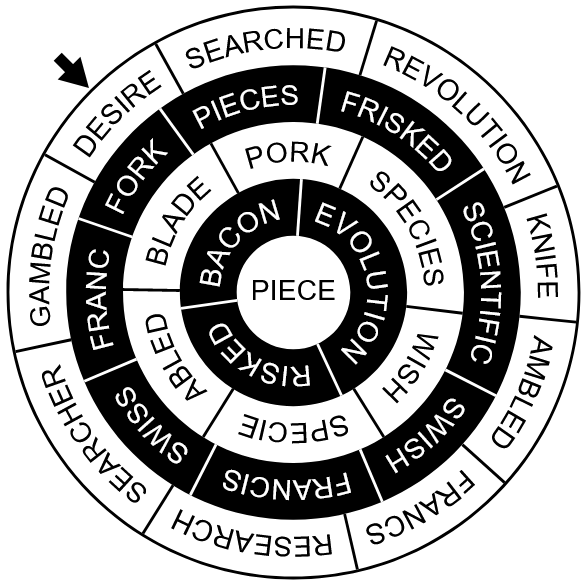 DESIRE
SEARCHED
REVOLUTION
KNIFE
AMBLED
FRANCS
RESEARCH
SEARCHER
GAMBLED
FORK
PIECES
FRISKED
SCIENTIFIC
SWISH
FRANCIS
SWISS
FRANC
BLADE
PORK
SPECIES
WISH
SPECIE
ABLED
BACON
EVOLUTION
RISKED
PIECE